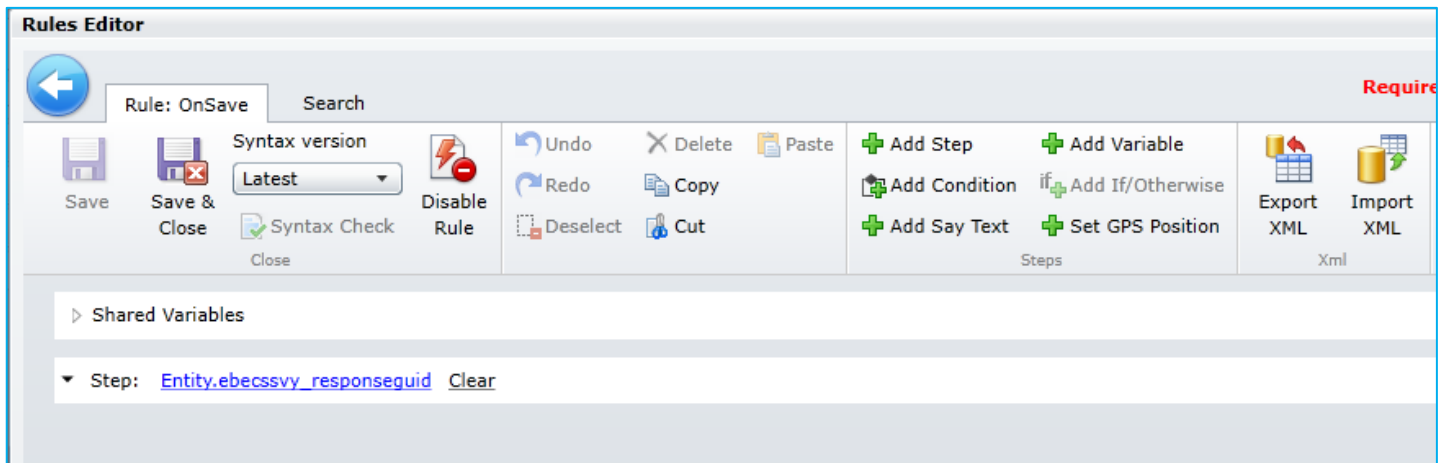 Rules Editor
Rule: OnSave
Search
Require
Save
Save & Close
Syntax version
Latest
Syntax Check
Disable Rule
Close
Undo
Redo
Deselect
Delete
Copy
Cut
Paste
Add Step
Add Condition
Add Say Text
Add Variable
if Add If/Otherwise
Set GPS Position
Steps
Export XML
Import XML
Xml
Shared Variables
Step: Entity.ebecssvy_responseguid Clear